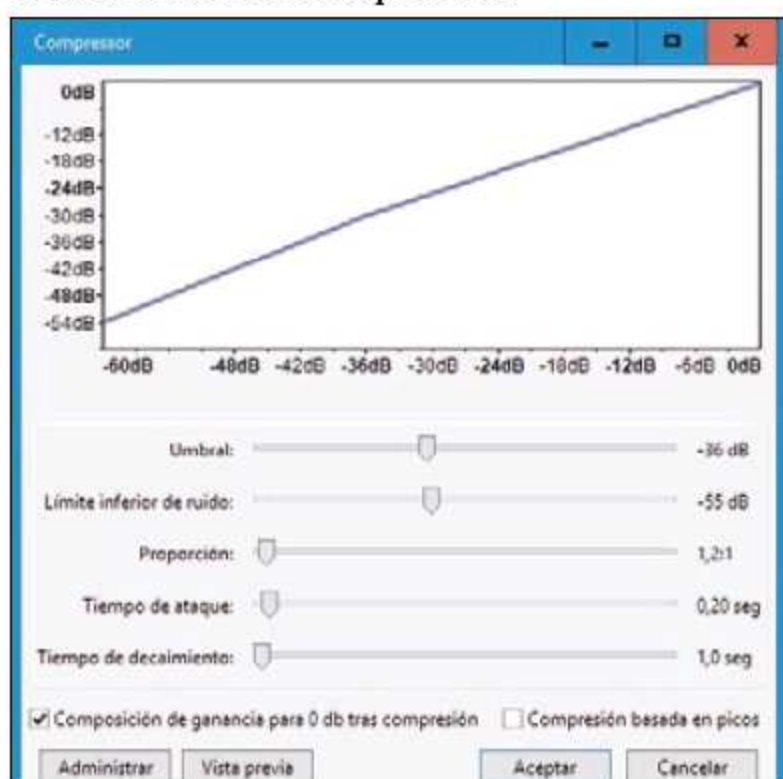 Compressor
0dB
-12dB
-18dB
-24dB
-30dB
-36dB
-42dB
-48dB
-54dB
-60dB -48dB -42dB -36dB -30dB -24dB -18dB -12dB -6dB 0dB
Umbral: -36 dB
Límite inferior de ruido: -55 dB
Proporción: 1,2:1
Tiempo de ataque: 0,20 seg
Tiempo de decaimiento: 1,0 seg
Composición de ganancia para 0 db tras compresión Compresión basada en picos
Administrar Vista previa Aceptar Cancelar